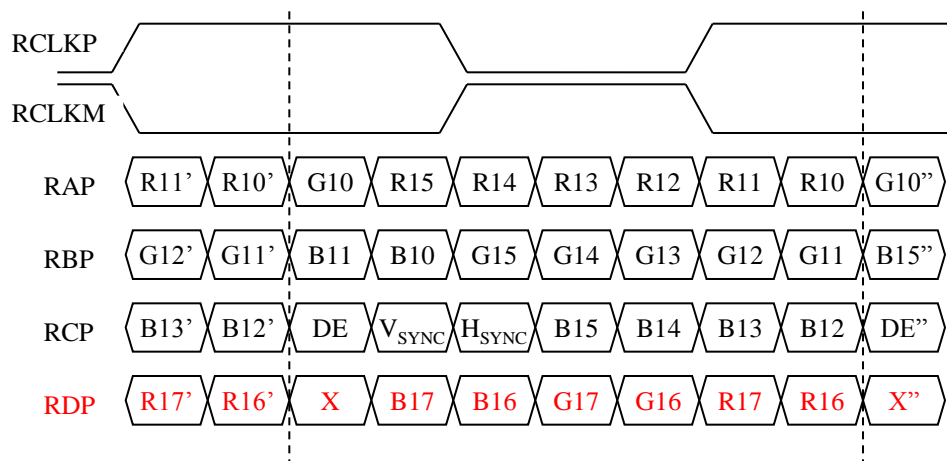 RCLKP
RCLKM
RAP R11’ R10’ G10 R15 R14 R13 R12 R11 R10 G10”
RBP G12’ G11’ B11 B10 G15 G14 G13 G12 G11 B15”
RCP B13’ B12’ DE VSYNC HSYNC B15 B14 B13 B12 DE”
RDP R17’ R16’ X B17 B16 G17 G16 R17 R16 X”